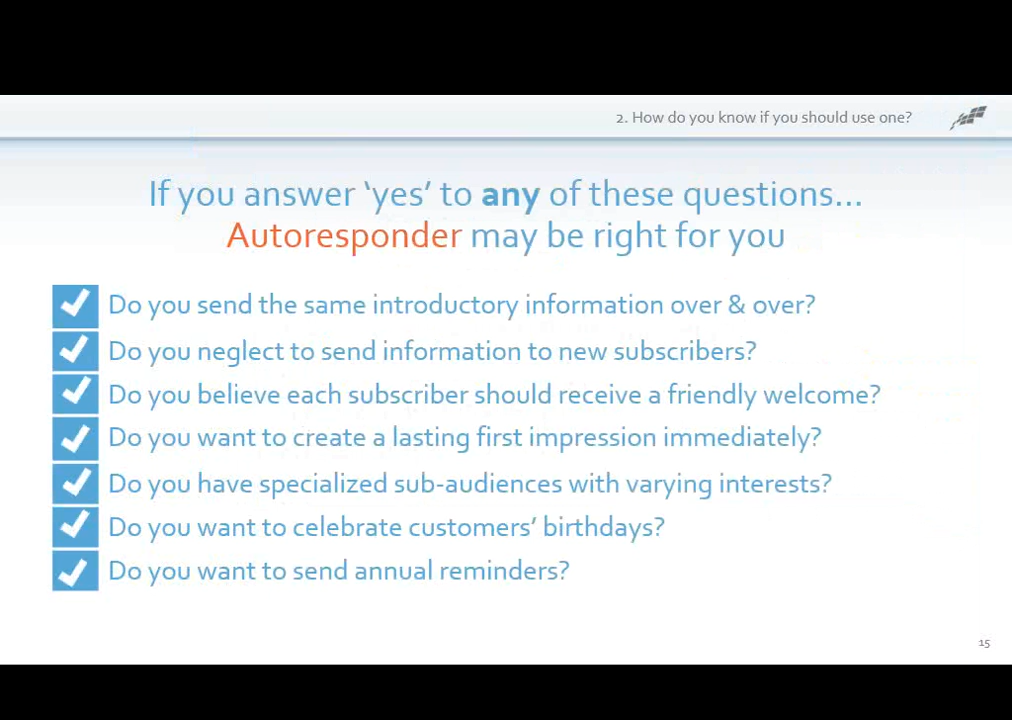 2. How do you know if you should use one?
If you answer ‘yes’ to any of these questions...
Autoresponder may be right for you
Do you send the same introductory information over & over?
Do you neglect to send information to new subscribers?
Do you believe each subscriber should receive a friendly welcome?
Do you want to create a lasting first impression immediately?
Do you have specialized sub-audiences with varying interests?
Do you want to celebrate customers’ birthdays?
Do you want to send annual reminders?
15